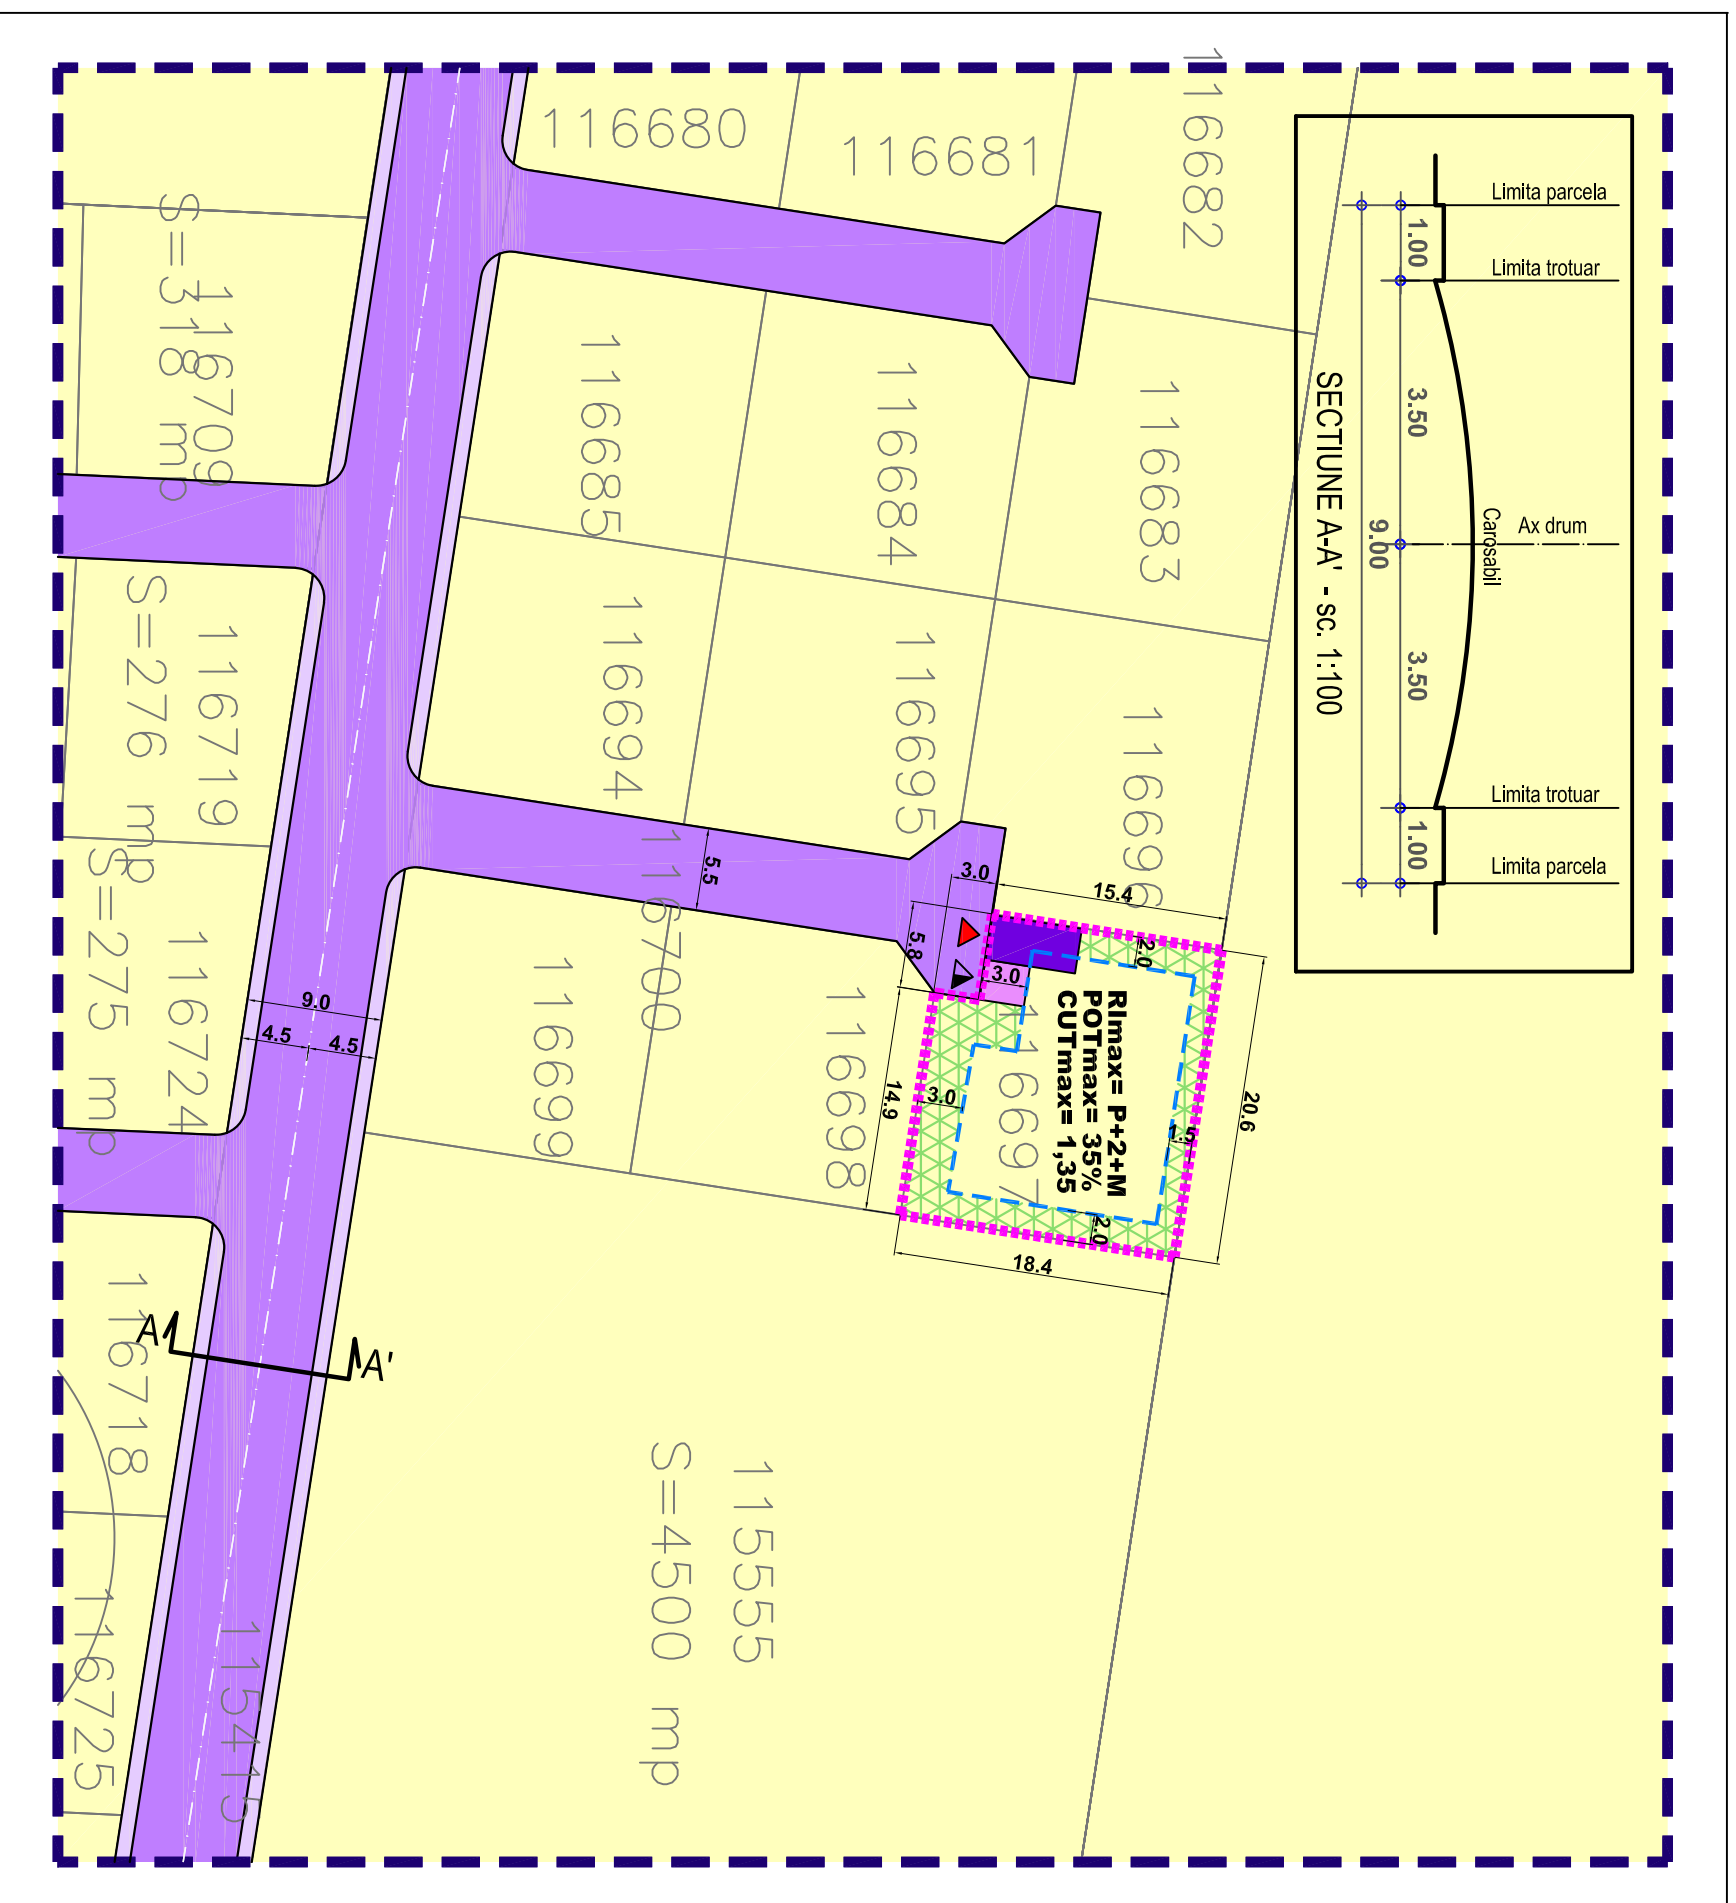 116680
116681
116682
S=318 mp
116709
116685
116684
116683
116719
S=276 mp
116694
116695
116696
116724
S=275 mp
116700
116699
116698
116697
RImax= P+2+M
POTmax= 35%
CUTmax= 1,35
5.5
3.0
15.4
5.8
3.0
2.0
20.6
1.5
14.9
3.0
2.0
18.4
9.0
4.5
4.5
A
A'
116718
115555
S=4500 mp
116725
115415
Limita parcela
1.00
Limita trotuar
3.50
Ax drum
Carosabil
9.00
3.50
Limita trotuar
1.00
Limita parcela
SECTIUNE A-A' - sc. 1:100